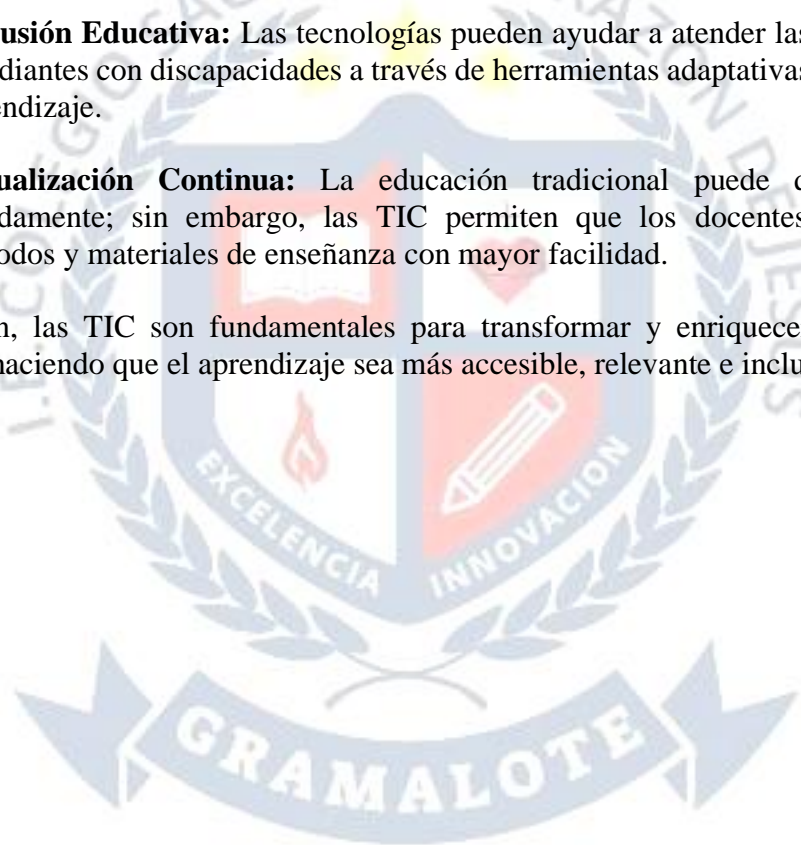 usión Educativa: Las tecnologías pueden ayudar a atender las
diantes con discapacidades a través de herramientas adaptativas
endizaje.
ualización Continua: La educación tradicional puede
damente; sin embargo, las TIC permiten que los docentes
odos y materiales de enseñanza con mayor facilidad.
n, las TIC son fundamentales para transformar y enriquece
haciendo que el aprendizaje sea más accesible, relevante e inclu
I.E.COL
DE JESUS
EXCELENCIA
INNOVACION
GRAMALOTE